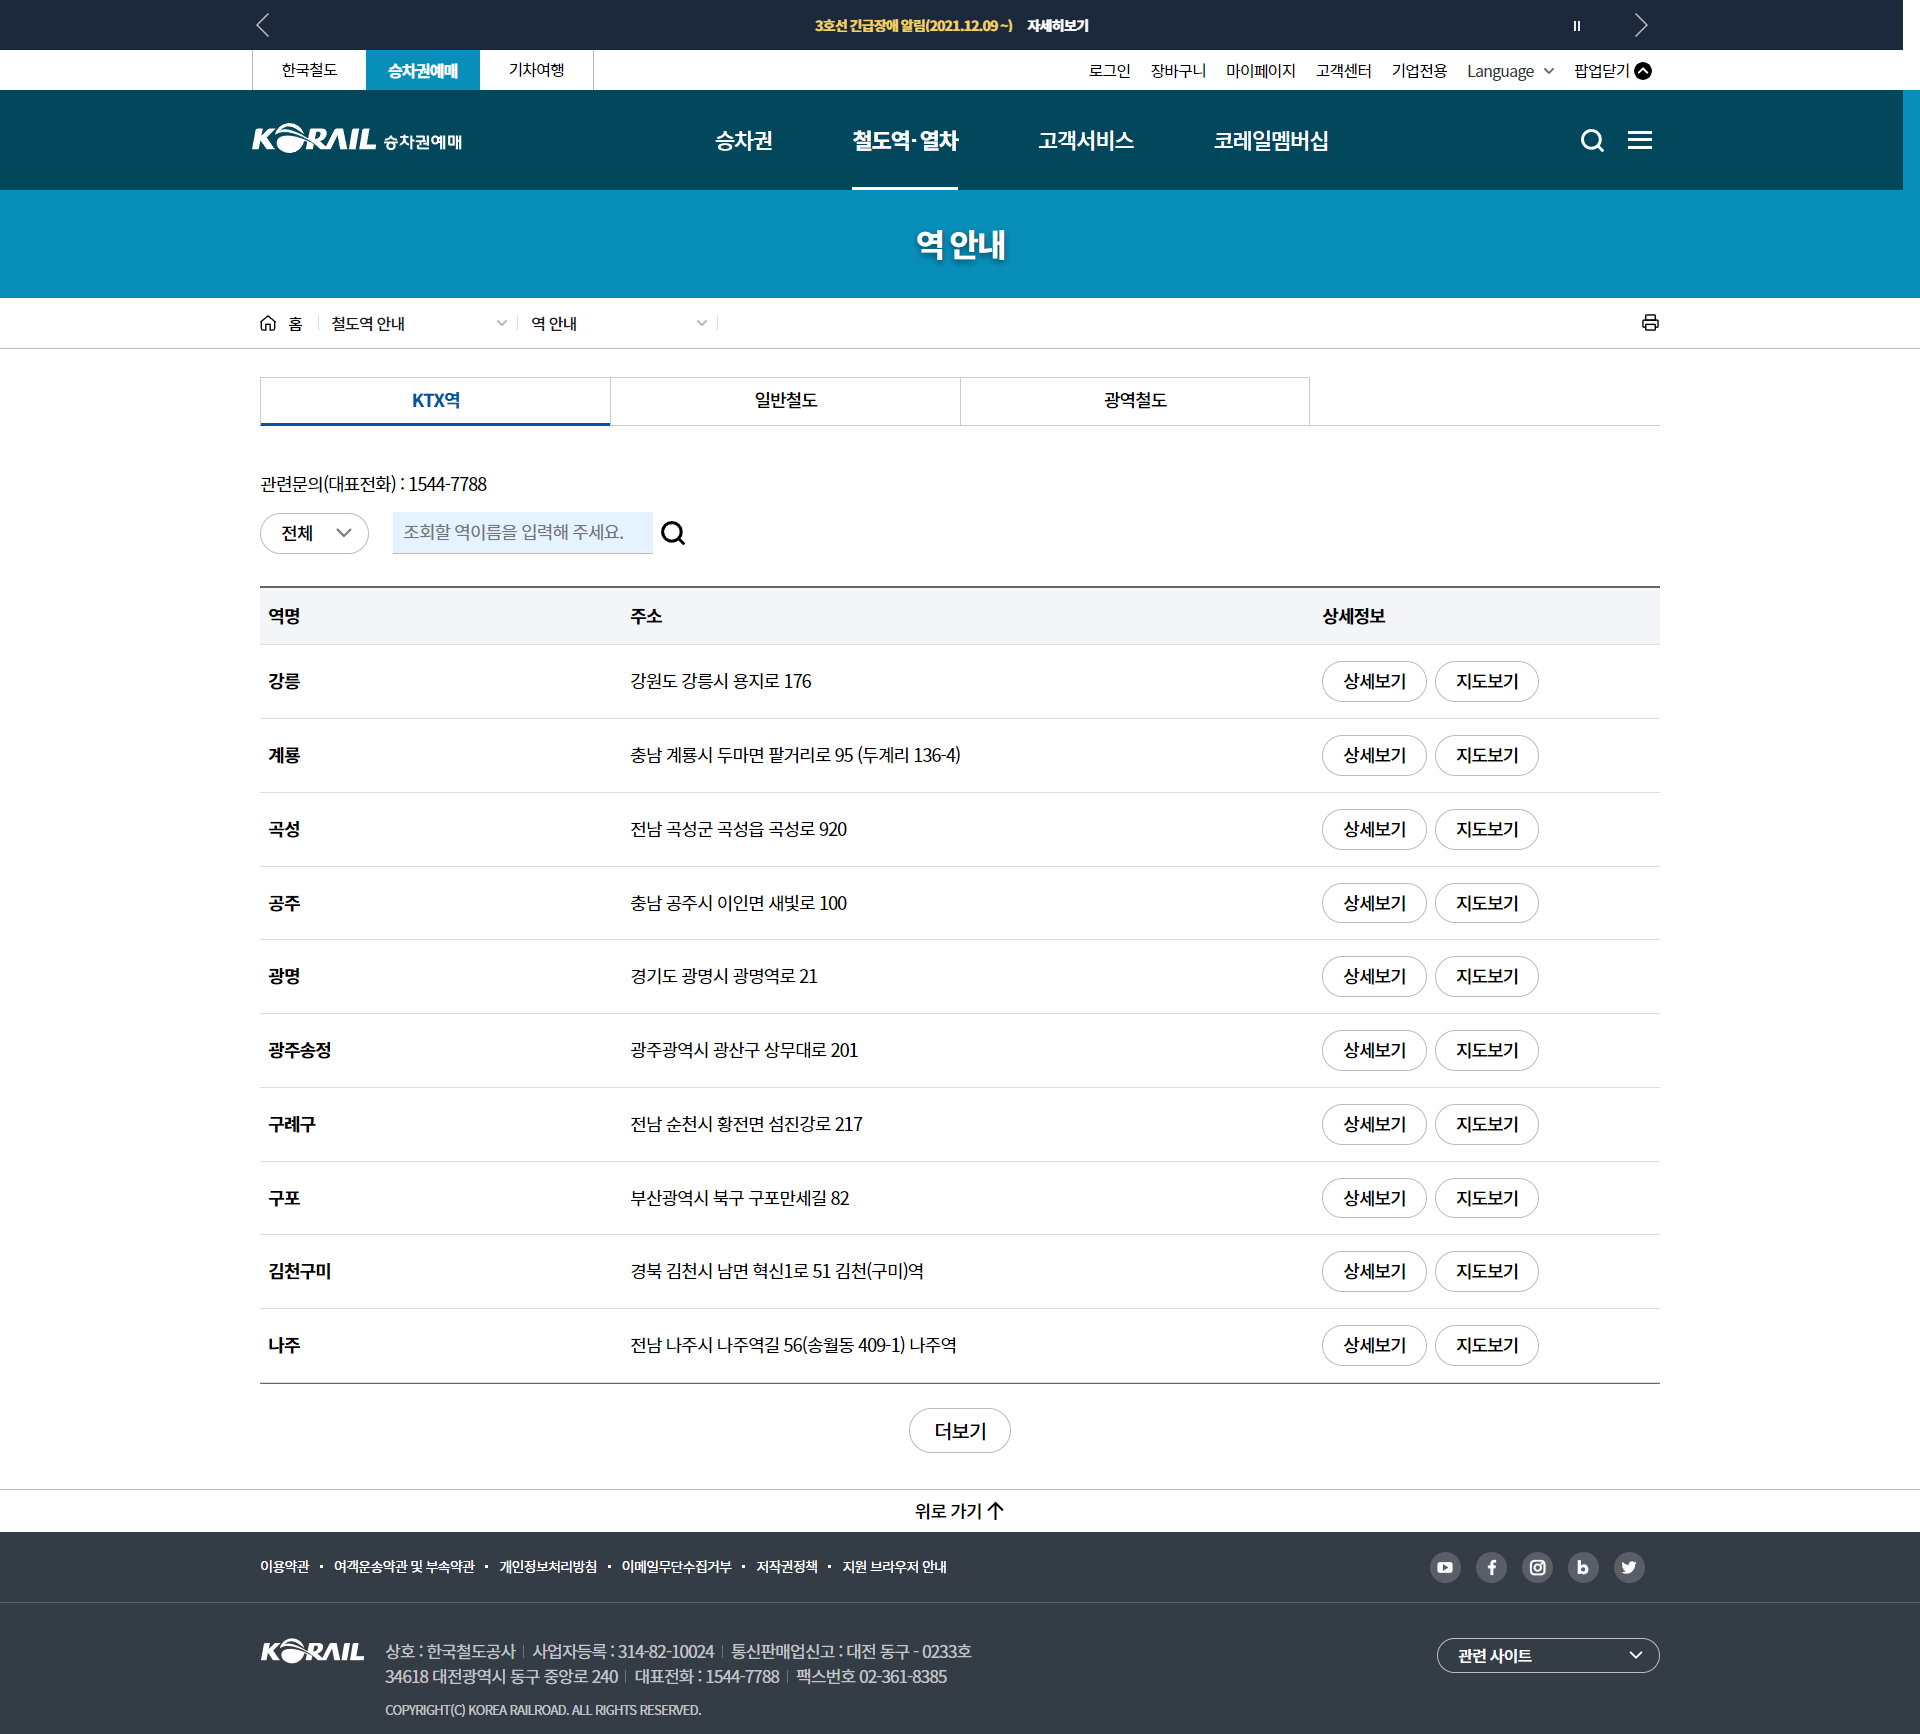 3호선 긴급장애 알림(2021.12.09 ~) 자세히보기
한국철도 승차권예매 기차여행 로그인 장바구니 마이페이지 고객센터 기업전용 Language 팝업닫기
KORAIL 승차권예매 승차권 철도역·열차 고객서비스 코레일멤버십
역 안내
홈 철도역 안내 역 안내
KTX역 일반철도 광역철도
관련문의(대표전화) : 1544-7788
전체 조회할 역이름을 입력해 주세요.
역명 주소 상세정보
강릉 강원도 강릉시 용지로 176 상세보기 지도보기
계룡 충남 계룡시 두마면 팥거리로 95 (두계리 136-4) 상세보기 지도보기
곡성 전남 곡성군 곡성읍 곡성로 920 상세보기 지도보기
공주 충남 공주시 이인면 새빛로 100 상세보기 지도보기
광명 경기도 광명시 광명역로 21 상세보기 지도보기
광주송정 광주광역시 광산구 상무대로 201 상세보기 지도보기
구례구 전남 순천시 황전면 섬진강로 217 상세보기 지도보기
구포 부산광역시 북구 구포만세길 82 상세보기 지도보기
김천구미 경북 김천시 남면 혁신1로 51 김천(구미)역 상세보기 지도보기
나주 전남 나주시 나주역길 56(송월동 409-1) 나주역 상세보기 지도보기
더보기
위로 가기
이용약관 · 여객운송약관 및 부속약관 · 개인정보처리방침 · 이메일무단수집거부 · 저작권정책 · 지원 브라우저 안내
KORAIL 상호 : 한국철도공사 사업자등록 : 314-82-10024 통신판매업신고 : 대전 동구 - 0233호 관련 사이트
34618 대전광역시 동구 중앙로 240 대표전화 : 1544-7788 팩스번호 02-361-8385
COPYRIGHT(C) KOREA RAILROAD. ALL RIGHTS RESERVED.